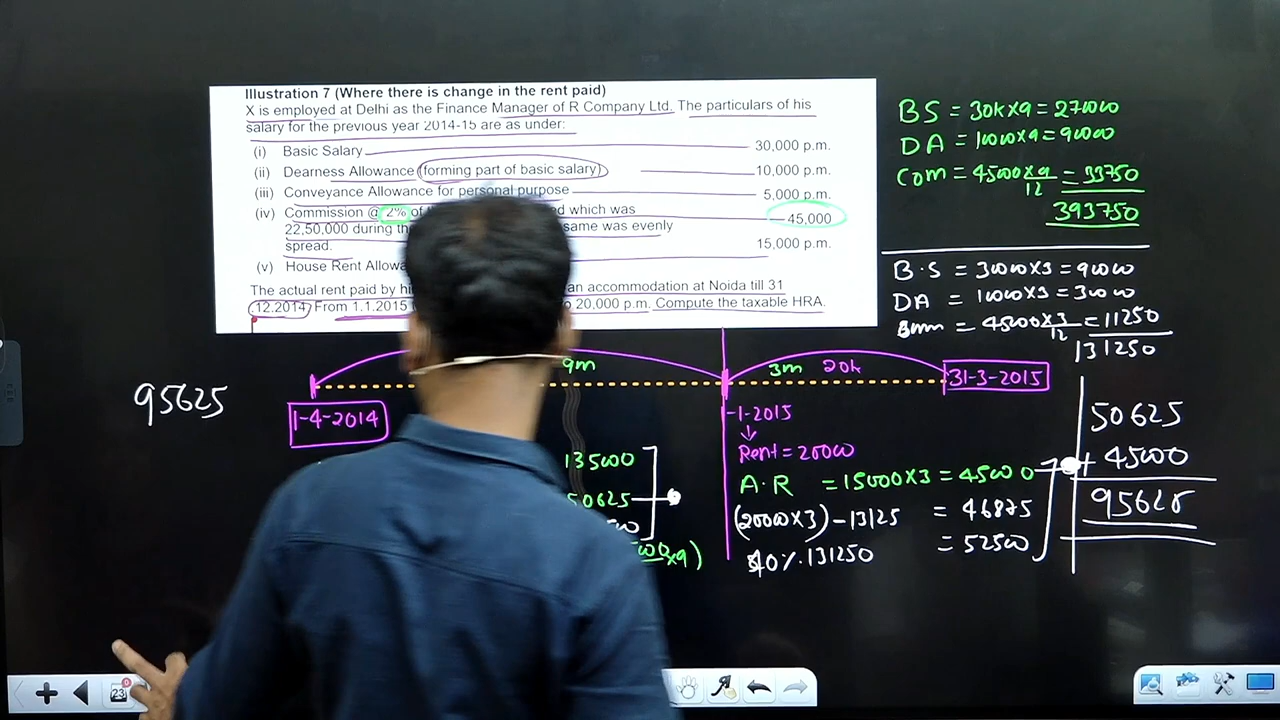 Illustration 7 (Where there is change in the rent paid)
X is employed at Delhi as the Finance Manager of R Company Ltd. The particulars of his
salary for the previous year 2014-15 are as under:
(i) Basic Salary 30,000 p.m.
(ii) Dearness Allowance (forming part of basic salary) 10,000 p.m.
(iii) Conveyance Allowance for personal purpose 5,000 p.m.
(iv) Commission @ 2% of d which was 45,000
22,50,000 during th same was evenly
spread. 15,000 p.m.
(v) House Rent Allowa
The actual rent paid by hi an accommodation at Noida till 31
.12.2014) From 1.1.2015 o 20,000 p.m. Compute the taxable HRA.
BS = 30k×9 = 270000
DA = 10000×9 = 90000
Com = 45000×9/12 = 33750
393750
B.S = 30000×3 = 90000
DA = 10000×3 = 30000
= 45000×3/12 = 11250
131250
9m
3m 20k
31-3-2015
95625
1-4-2014
-1-2015
↓
Rent = 20000
135000
50625
×9)
A.R = 15000×3 = 45000
(20000×3) - 13125 = 46875
40%.131250 = 52500
50625
+ 45000
95625
23